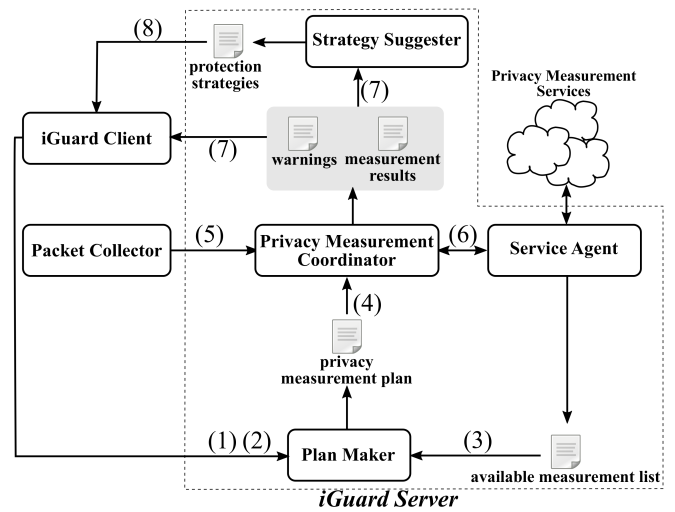 (8)
Strategy Suggester
protection
strategies
(7)
Privacy Measurement
Services
iGuard Client
(7)
warnings
measurement
results
Packet Collector
(5)
Privacy Measurement
Coordinator
(6)
Service Agent
(4)
privacy
measurement plan
(1) (2)
Plan Maker
(3)
available measurement list
iGuard Server